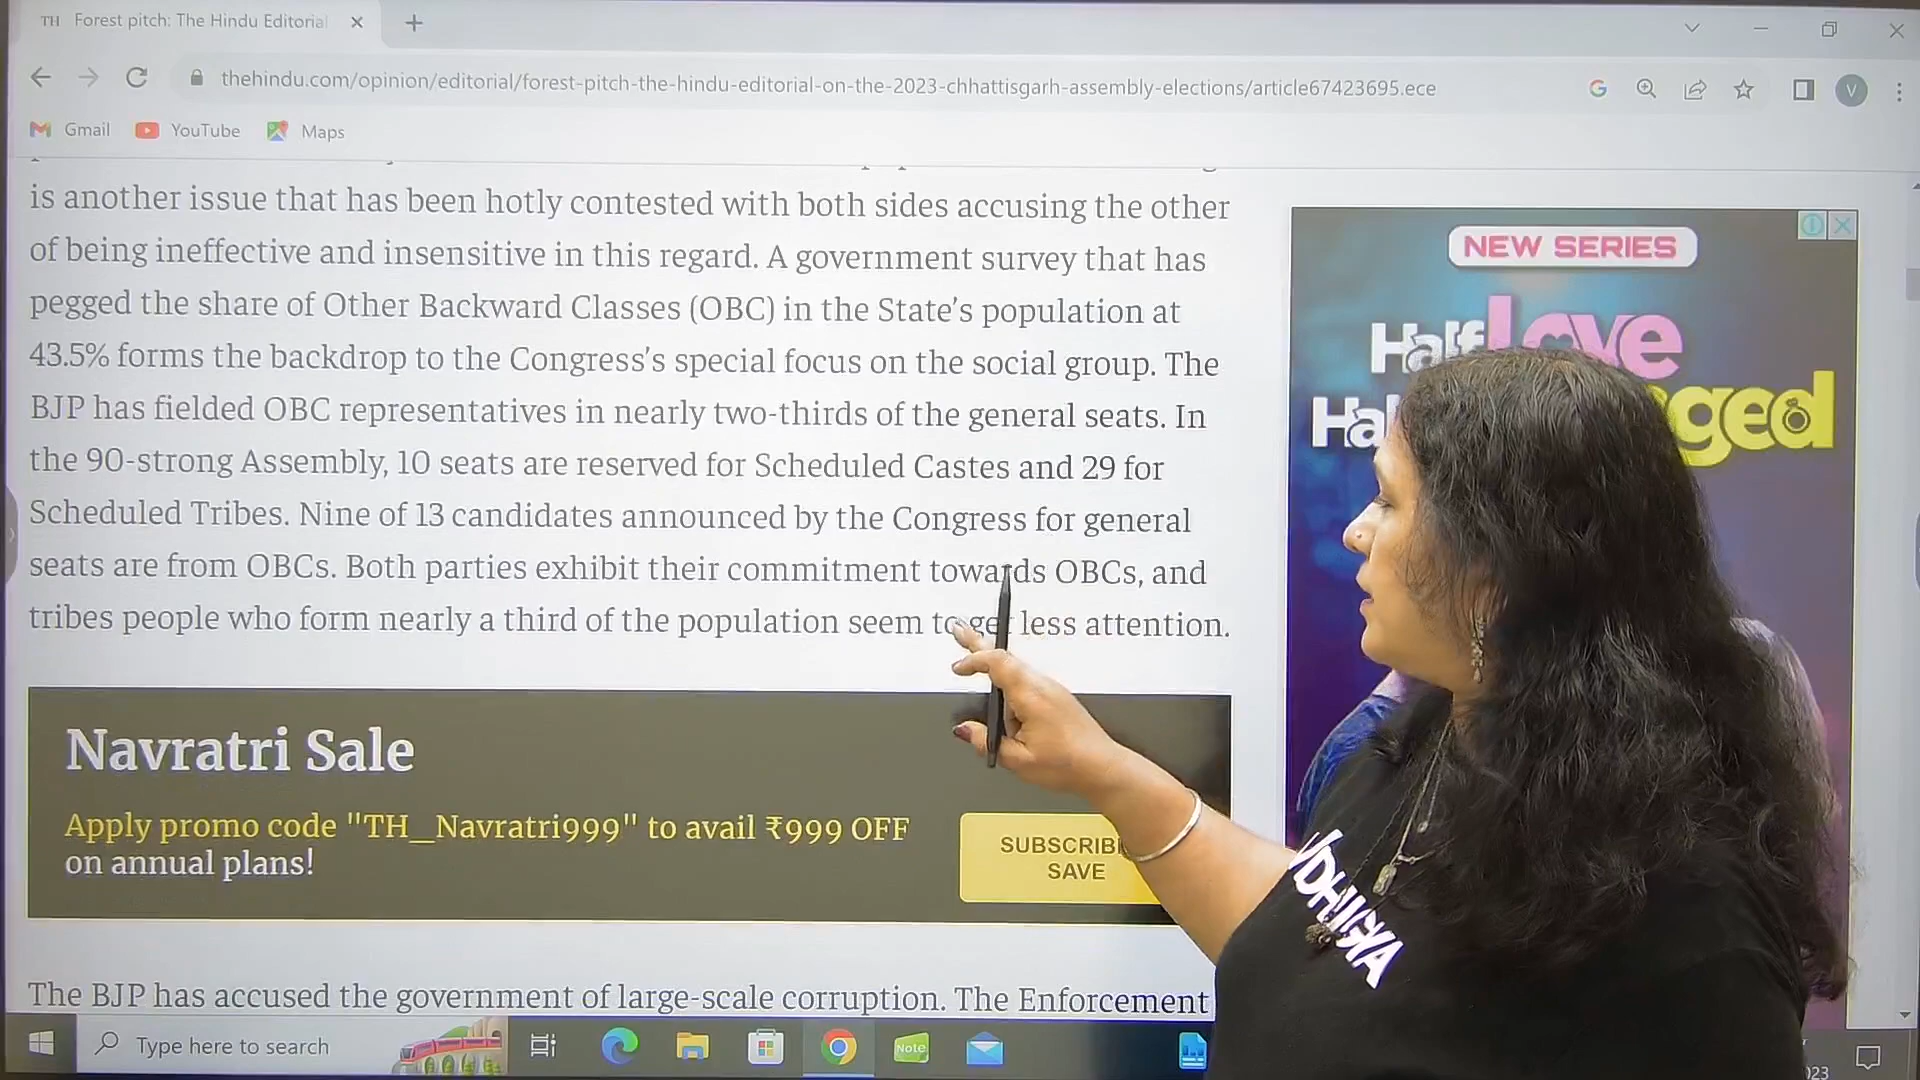 TH Forest pitch: The Hindu Editorial
thehindu.com/opinion/editorial/forest-pitch-the-hindu-editorial-on-the-2023-chhattisgarh-assembly-elections/article67423695.ece
V
Gmail YouTube Maps
is another issue that has been hotly contested with both sides accusing the other
of being ineffective and insensitive in this regard. A government survey that has
pegged the share of Other Backward Classes (OBC) in the State's population at
43.5% forms the backdrop to the Congress's special focus on the social group. The
BJP has fielded OBC representatives in nearly two-thirds of the general seats. In
the 90-strong Assembly, 10 seats are reserved for Scheduled Castes and 29 for
Scheduled Tribes. Nine of 13 candidates announced by the Congress for general
seats are from OBCs. Both parties exhibit their commitment towards OBCs, and
tribes people who form nearly a third of the population seem to get less attention.
Navratri Sale
Apply promo code "TH_Navratri999" to avail ₹999 OFF
on annual plans!
SAVE
The BJP has accused the government of large-scale corruption. The Enforcement
NEW SERIES
Half Love
Type here to search
Note